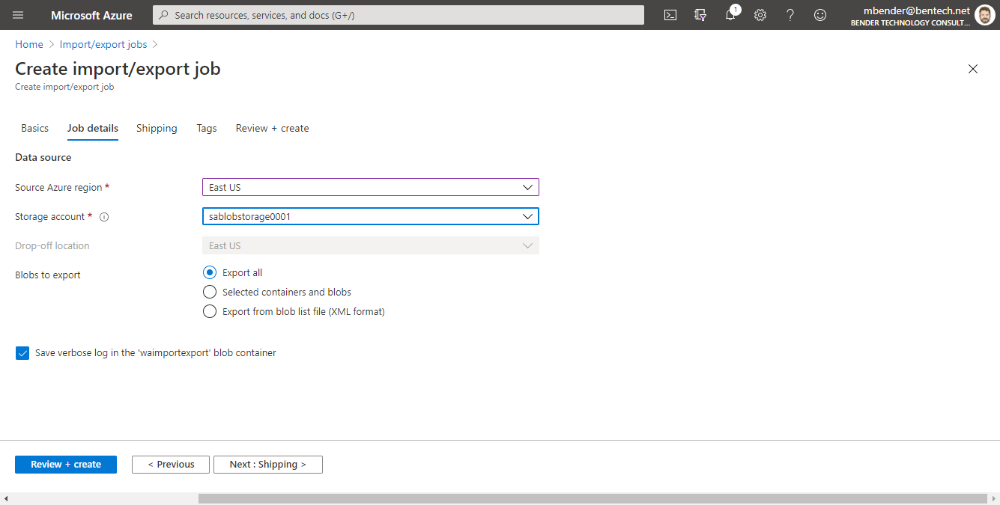 Microsoft Azure
Search resources, services, and docs (G+/)
1
mbender@bentech.net
BENDER TECHNOLOGY CONSULT...
Home > Import/export jobs >
Create import/export job
Create import/export job
Basics Job details Shipping Tags Review + create
Data source
Source Azure region * East US
Storage account * sablobstorage0001
Drop-off location East US
Blobs to export
Export all
Selected containers and blobs
Export from blob list file (XML format)
Save verbose log in the 'waimportexport' blob container
Review + create < Previous Next : Shipping >